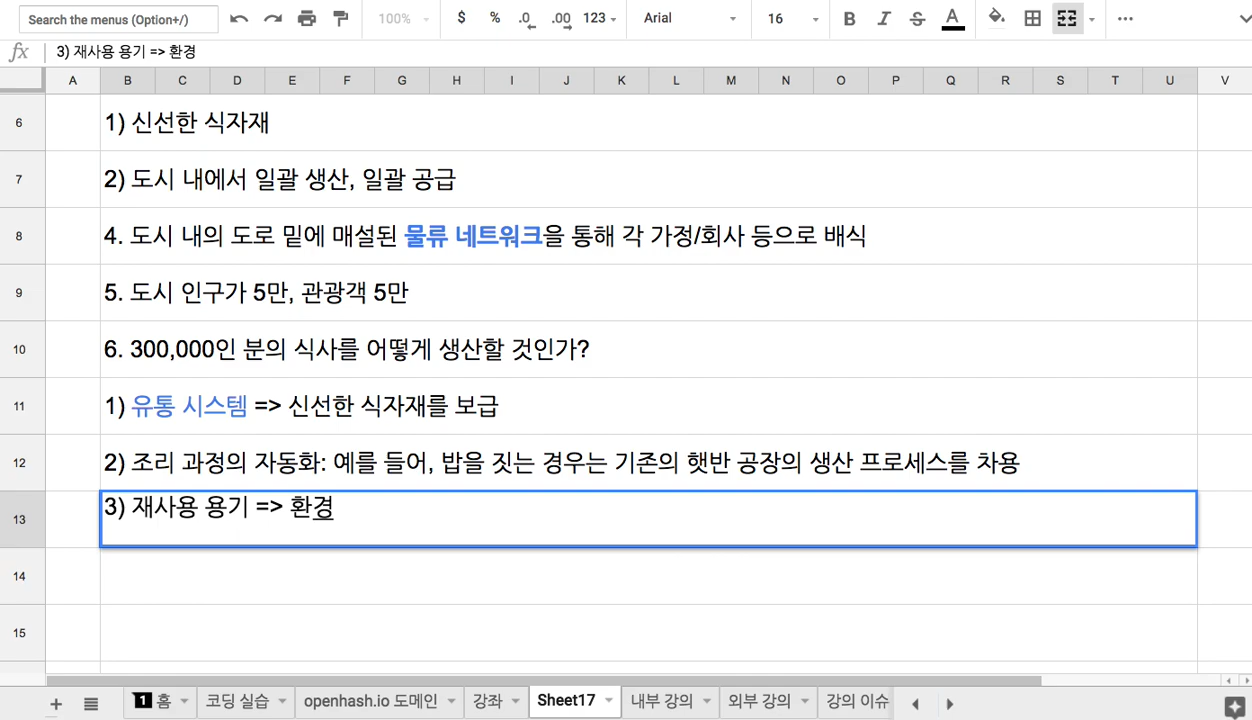 Search the menus (Option+/) 100% $ % .0 .00 123 Arial 16 B I S A
fx 3) 재사용 용기 => 환경
A B C D E F G H I J K L M N O P Q R S T U V
6 1) 신선한 식자재
7 2) 도시 내에서 일괄 생산, 일괄 공급
8 4. 도시 내의 도로 밑에 매설된 물류 네트워크을 통해 각 가정/회사 등으로 배식
9 5. 도시 인구가 5만, 관광객 5만
10 6. 300,000인 분의 식사를 어떻게 생산할 것인가?
11 1) 유통 시스템 => 신선한 식자재를 보급
12 2) 조리 과정의 자동화: 예를 들어, 밥을 짓는 경우는 기존의 햇반 공장의 생산 프로세스를 차용
13 3) 재사용 용기 => 환경
14
15
1 홈 코딩 실습 openhash.io 도메인 강좌 Sheet17 내부 강의 외부 강의 강의 이슈